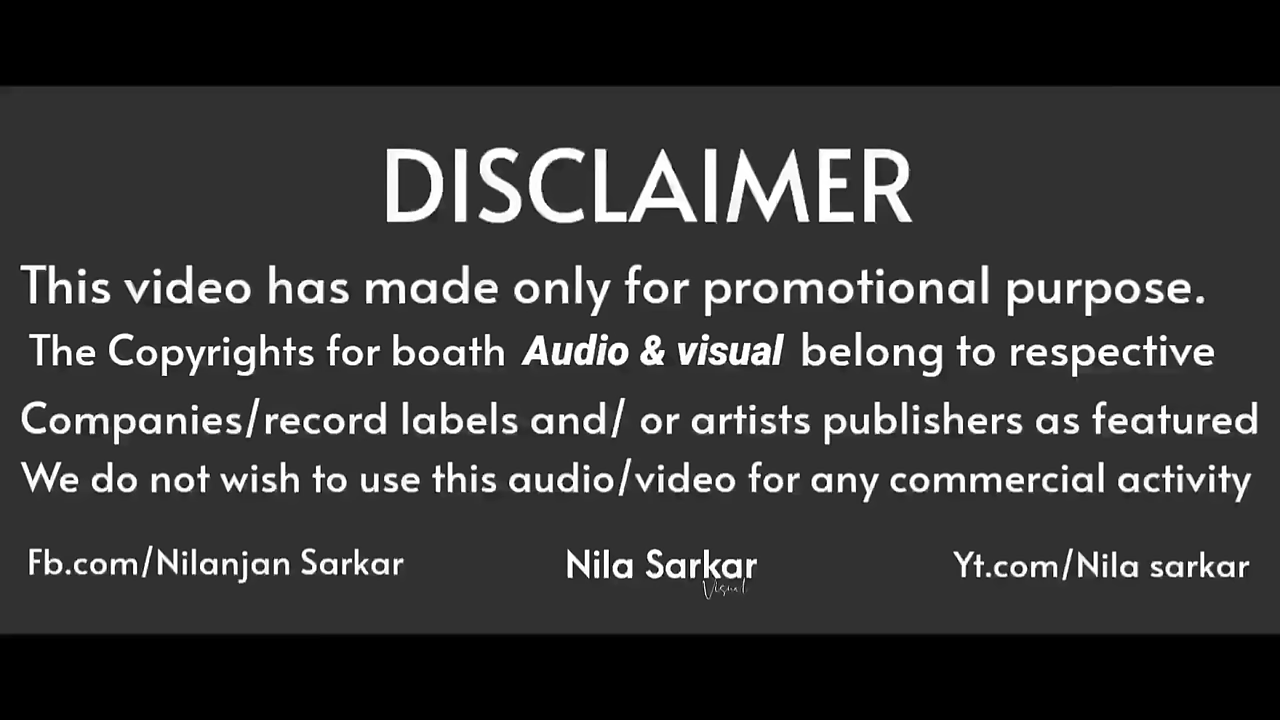 DISCLAIMER
This video has made only for promotional purpose.
The Copyrights for boath Audio & visual belong to respective
Companies/record labels and/ or artists publishers as featured
We do not wish to use this audio/video for any commercial activity
Fb.com/Nilanjan Sarkar
Nila Sarkar
Visual
Yt.com/Nila sarkar